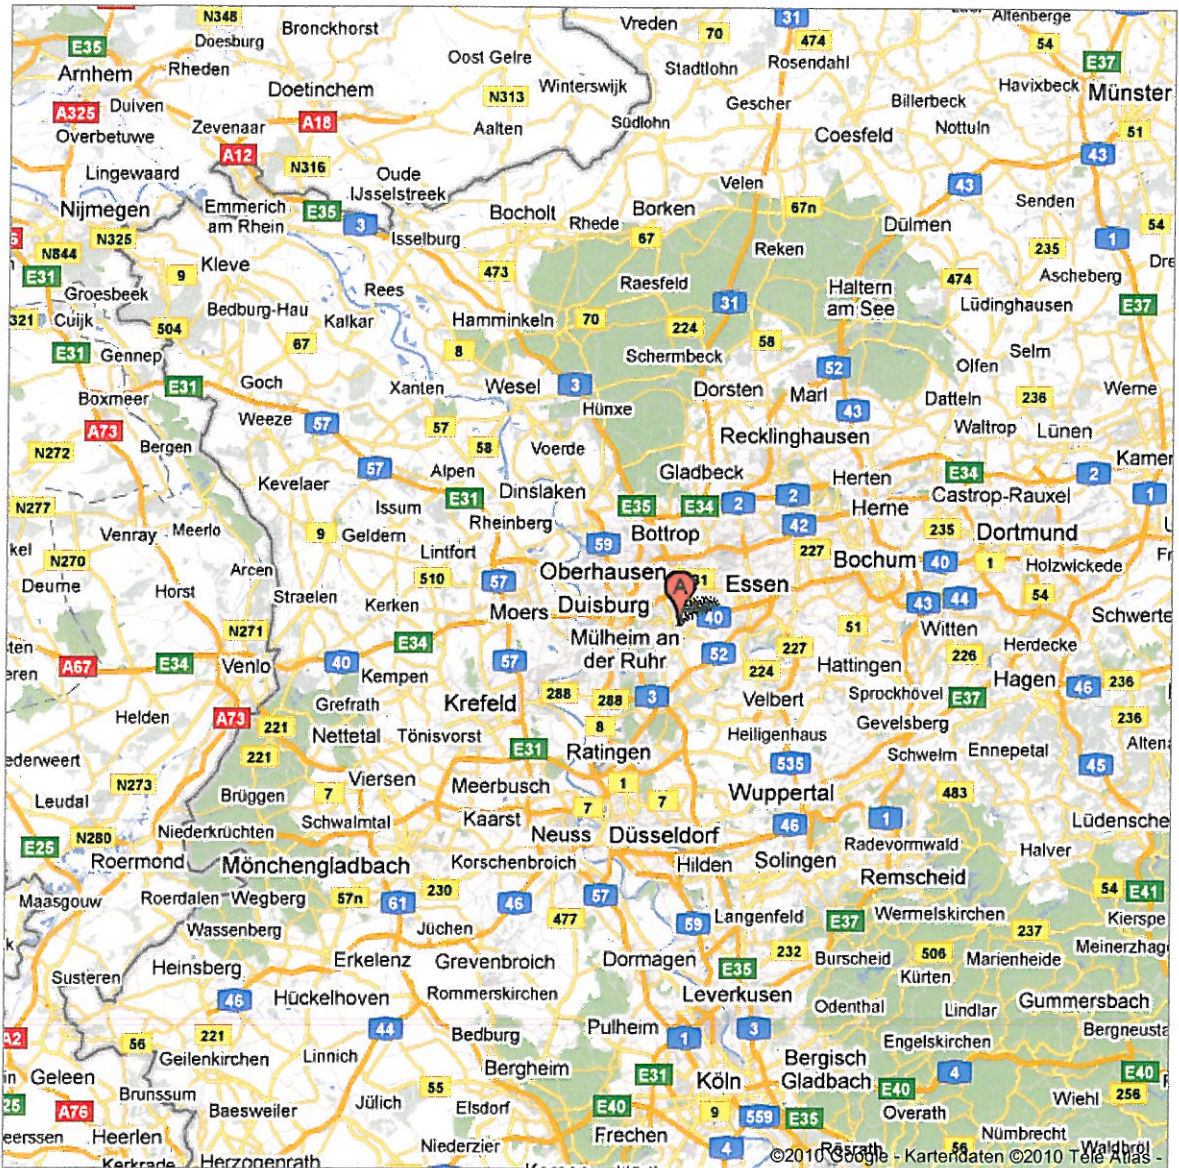 N348
Bronckhorst
Vreden
70
31
474
Altenberge
E35
Doesburg
Oost Gelre
Stadtlohn
Rosendahl
54
E37
Arnhem
Rheden
Doetinchem
N313
Winterswijk
Gescher
Billerbeck
Havixbeck
Münster
A325
Duiven
Zevenaar
A18
Aalten
Südlohn
Coesfeld
Nottuln
51
Overbetuwe
A12
N316
43
Lingewaard
Oude
IJsselstreek
Velen
43
Senden
Nijmegen
Emmerich
am Rhein
E35
3
Bocholt
Rhede
Borken
67n
Dülmen
54
N844
N325
Isselburg
67
Reken
235
1
E31
9
Kleve
473
Raesfeld
Haltern
am See
474
Ascheberg
Groesbeek
Bedburg-Hau
Rees
31
Lüdinghausen
E37
321
Cuijk
504
Kalkar
Hamminkeln
70
224
58
E31
Gennep
67
8
Schermbeck
52
Olfen
Selm
Boxmeer
E31
Goch
Xanten
Wesel
3
Dorsten
Marl
Datteln
236
Werne
A73
Weeze
57
57
Hünxe
43
Waltrop
Lünen
N272
Bergen
58
Voerde
Recklinghausen
57
Alpen
Gladbeck
Herten
E34
2
Kevelaer
E31
Dinslaken
E35
E34
2
2
Castrop-Rauxel
1
N277
Issum
Rheinberg
Herne
Venray
Meerlo
9
Geldern
59
Bottrop
42
235
Dortmund
N270
Lintfort
227
Bochum
40
1
Holzwickede
Deurne
Horst
Arcen
510
57
Oberhausen
A
Essen
Straelen
Kerken
Moers
Duisburg
40
43
44
54
Schwerte
N271
E34
Mülheim an
der Ruhr
51
Witten
Herdecke
A67
E34
Venlo
40
Kempen
57
52
227
Hattingen
226
Hagen
46
236
Helden
A73
Grefrath
Krefeld
288
288
3
224
Velbert
Sprockhövel
E37
236
221
Nettetal
Tönisvorst
8
Heiligenhaus
Gevelsberg
221
E31
Ratingen
535
Schwelm
Ennepetal
45
N273
Viersen
Meerbusch
1
Wuppertal
483
Leudal
Brüggen
7
7
7
Schwalmtal
Kaarst
46
1
N280
Niederkrüchten
Neuss
Düsseldorf
Radevormwald
Halver
E25
Roermond
Mönchengladbach
Korschenbroich
Hilden
Solingen
Remscheid
Maasgouw
Roerdalen
Wegberg
57n
61
230
46
57
54
E41
Wassenberg
Jüchen
477
59
Langenfeld
E37
Wermelskirchen
237
Kierspe
Heinsberg
Erkelenz
Grevenbroich
Dormagen
E35
232
Burscheid
506
Marienheide
Susteren
46
Hückelhoven
Rommerskirchen
Leverkusen
Kürten
Odenthal
Lindlar
Gummersbach
A2
56
221
44
Bedburg
Pulheim
1
3
Engelskirchen
Geilenkirchen
Linnich
Bergheim
Bergisch
Gladbach
4
Geleen
Brunssum
55
E31
Köln
E40
E40
25
A76
Baesweiler
Jülich
Elsdorf
E40
9
559
E35
Overath
Wiehl
256
Heerlen
Niederzier
Frechen
4
Rösrath
Nümbrecht
56
Waldbröl
Kerkrade
Herzogenrath
©2010 Google - Kartendaten ©2010 Tele Atlas -